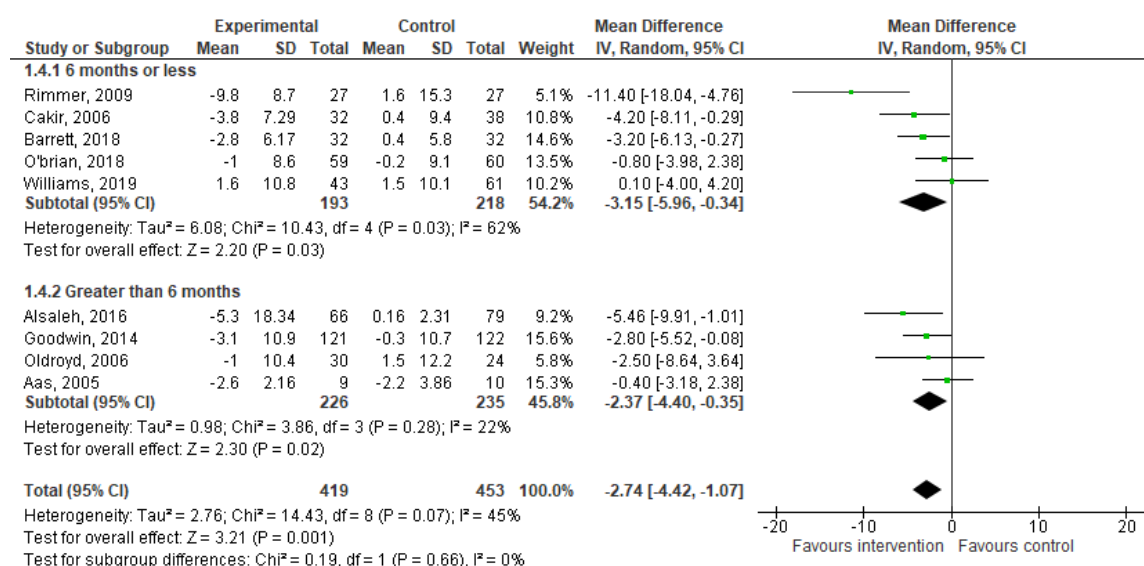 Experimental Control Mean Difference Mean Difference
Study or Subgroup Mean SD Total Mean SD Total Weight IV, Random, 95% CI IV, Random, 95% CI
1.4.1 6 months or less
Rimmer, 2009 -9.8 8.7 27 1.6 15.3 27 5.1% -11.40 [-18.04, -4.76]
Cakir, 2006 -3.8 7.29 32 0.4 9.4 38 10.8% -4.20 [-8.11, -0.29]
Barrett, 2018 -2.8 6.17 32 0.4 5.8 32 14.6% -3.20 [-6.13, -0.27]
O'brian, 2018 -1 8.6 59 -0.2 9.1 60 13.5% -0.80 [-3.98, 2.38]
Williams, 2019 1.6 10.8 43 1.5 10.1 61 10.2% 0.10 [-4.00, 4.20]
Subtotal (95% CI) 193 218 54.2% -3.15 [-5.96, -0.34]
Heterogeneity: Tau² = 6.08; Chi² = 10.43, df = 4 (P = 0.03); I² = 62%
Test for overall effect: Z = 2.20 (P = 0.03)
1.4.2 Greater than 6 months
Alsaleh, 2016 -5.3 18.34 66 0.16 2.31 79 9.2% -5.46 [-9.91, -1.01]
Goodwin, 2014 -3.1 10.9 121 -0.3 10.7 122 15.6% -2.80 [-5.52, -0.08]
Oldroyd, 2006 -1 10.4 30 1.5 12.2 24 5.8% -2.50 [-8.64, 3.64]
Aas, 2005 -2.6 2.16 9 -2.2 3.86 10 15.3% -0.40 [-3.18, 2.38]
Subtotal (95% CI) 226 235 45.8% -2.37 [-4.40, -0.35]
Heterogeneity: Tau² = 0.98; Chi² = 3.86, df = 3 (P = 0.28); I² = 22%
Test for overall effect: Z = 2.30 (P = 0.02)
Total (95% CI) 419 453 100.0% -2.74 [-4.42, -1.07]
Heterogeneity: Tau² = 2.76; Chi² = 14.43, df = 8 (P = 0.07); I² = 45%
Test for overall effect: Z = 3.21 (P = 0.001)
Test for subgroup differences: Chi² = 0.19, df = 1 (P = 0.66), I² = 0%
-20 -10 0 10 20
Favours intervention Favours control